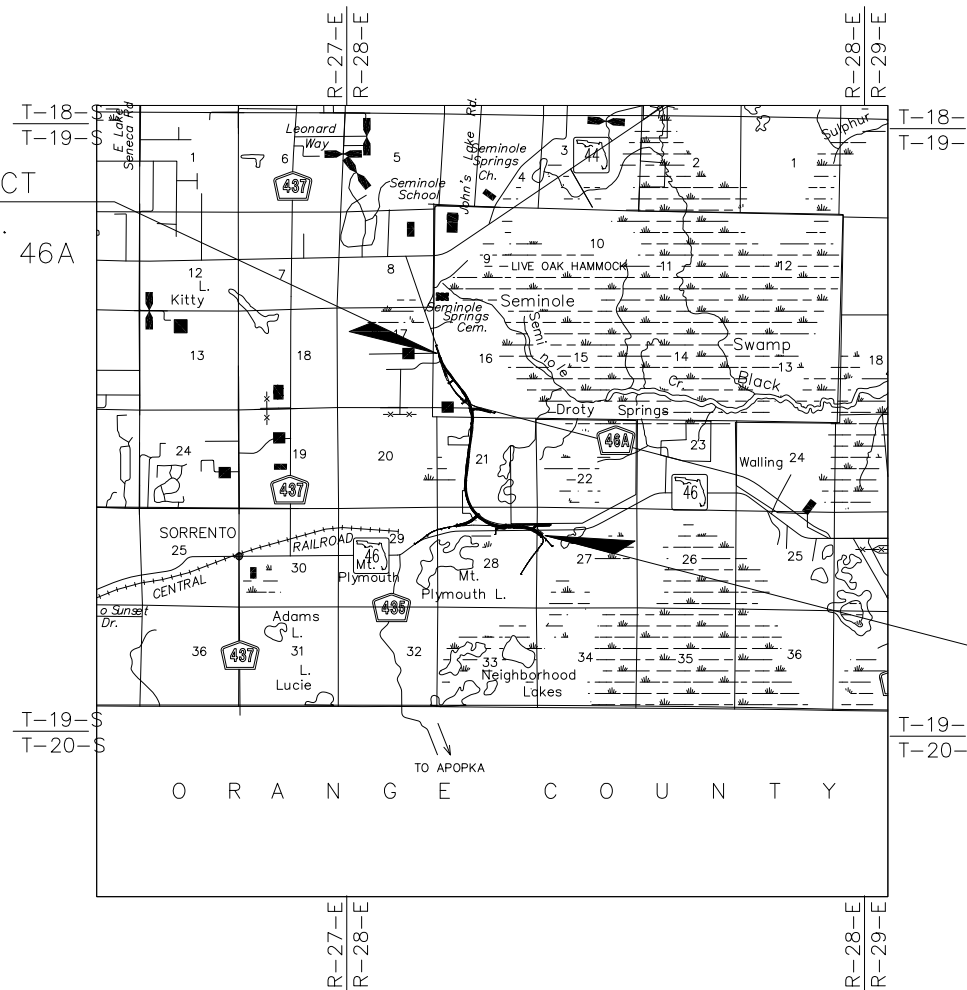 R-27-E
R-28-E
R-28-E
R-29-E
T-18-S
T-19-S
T-18-
T-19-
E Lake
Seneca Rd
Leonard
Way
John's Lake Rd.
Sulphur
1
6
5
Seminole
Springs
Ch.
3
44
4
2
1
437
Seminole
School
CT
46A
12
L.
Kitty
7
8
9
10
LIVE OAK HAMMOCK
11
12
Seminole
Seminole
Springs
Cem.
17
13
18
16
Seminole
15
14
Swamp
13
18
Cr.
Black
Droty
Springs
46A
23
24
19
20
21
22
Walling
24
437
46
SORRENTO
25
CENTRAL
RAILROAD
29
46
30
Mt.
Plymouth
28
Mt.
Plymouth L.
27
26
25
o Sunset
Dr.
435
Adams
L.
31
36
437
L.
Lucie
32
33
34
35
36
Neighborhood
Lakes
T-19-S
T-20-S
T-19-
T-20-
TO APOPKA
ORANGE COUNTY
R-27-E
R-28-E
R-28-E
R-29-E